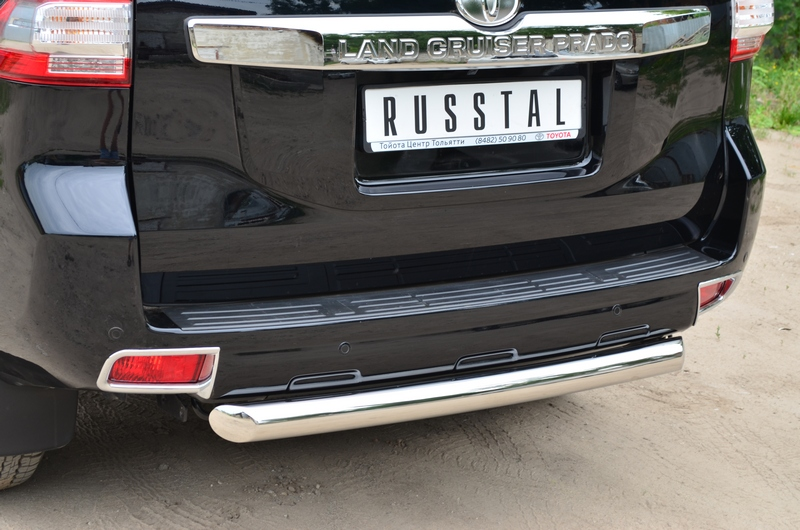 LAND CRUISER PRADO
RUSSTAL
Тойота Центр Тольятти (8482) 50 90 80 TOYOTA